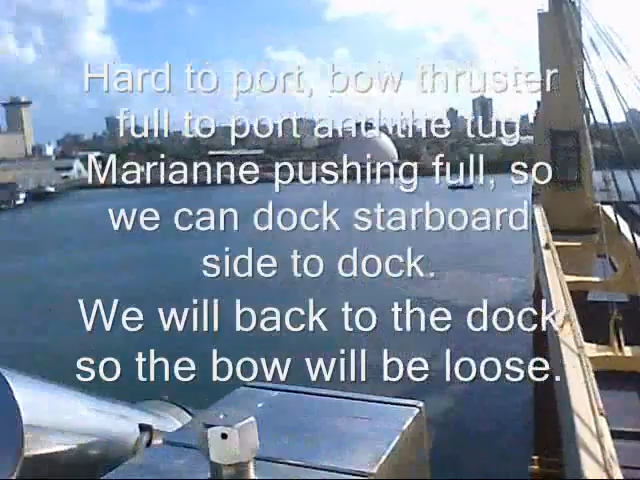 Hard to port, bow thruster
full to port and the tug
Marianne pushing full, so
we can dock starboard
side to dock.
We will back to the dock
so the bow will be loose.